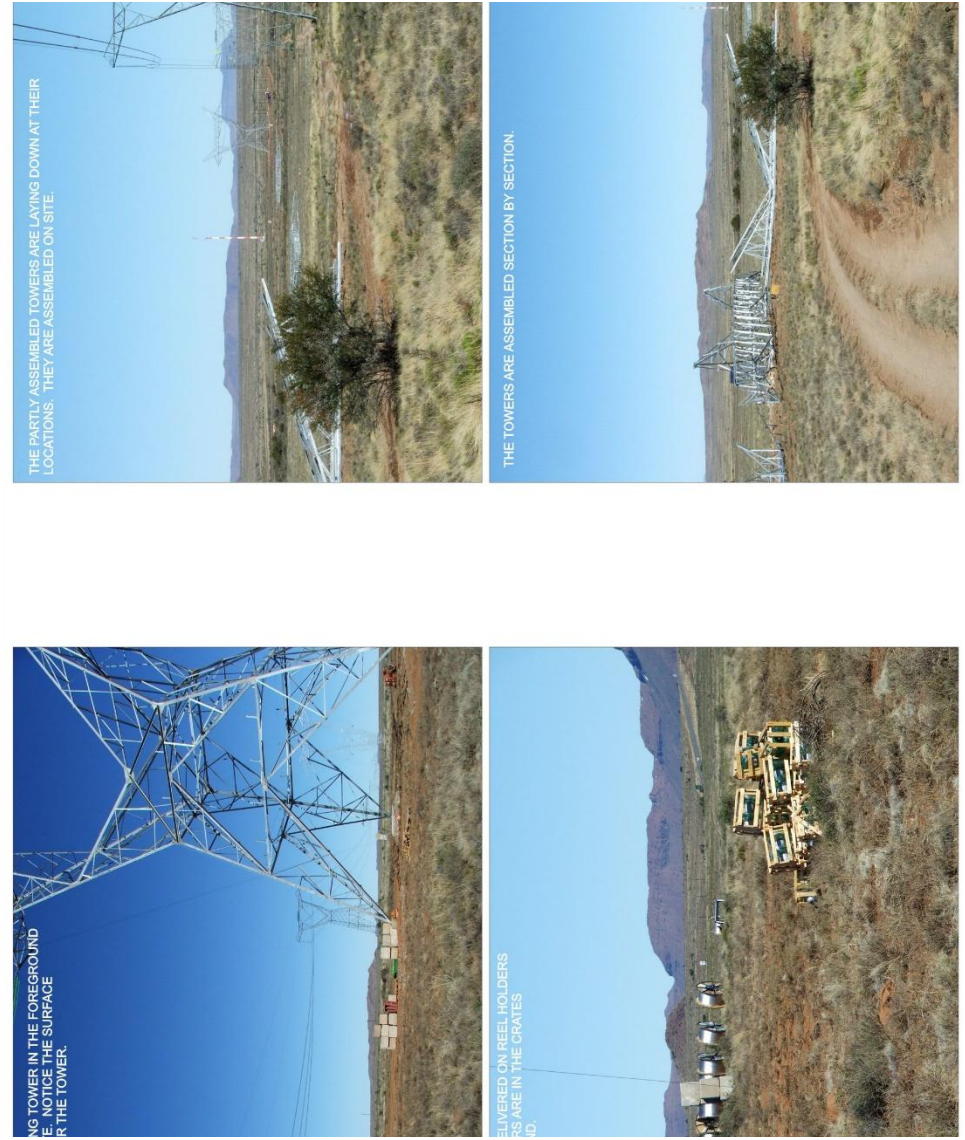 THE PARTLY ASSEMBLED TOWERS ARE LAYING DOWN AT THEIR
LOCATIONS. THEY ARE ASSEMBLED ON SITE.
THE TOWERS ARE ASSEMBLED SECTION BY SECTION.
NG TOWER IN THE FOREGROUND
TE. NOTICE THE SURFACE
R THE TOWER.
ELIVERED ON REEL HOLDERS
RS ARE IN THE CRATES
ND.